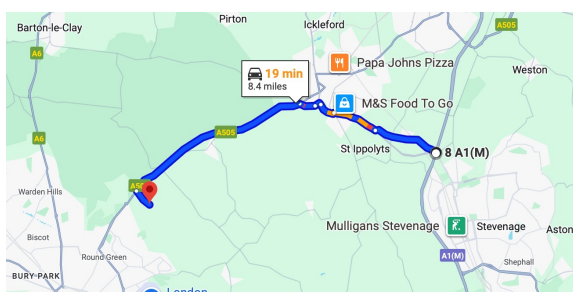 Barton-le-Clay
Pirton
Ickleford
A505
A6
Papa Johns Pizza
Weston
19 min
8.4 miles
M&S Food To Go
A505
A6
St Ippolyts
8 A1(M)
Warden Hills
Mulligans Stevenage
Stevenage
Aston
Biscot
Round Green
A1(M)
Shephall
BURY PARK
London